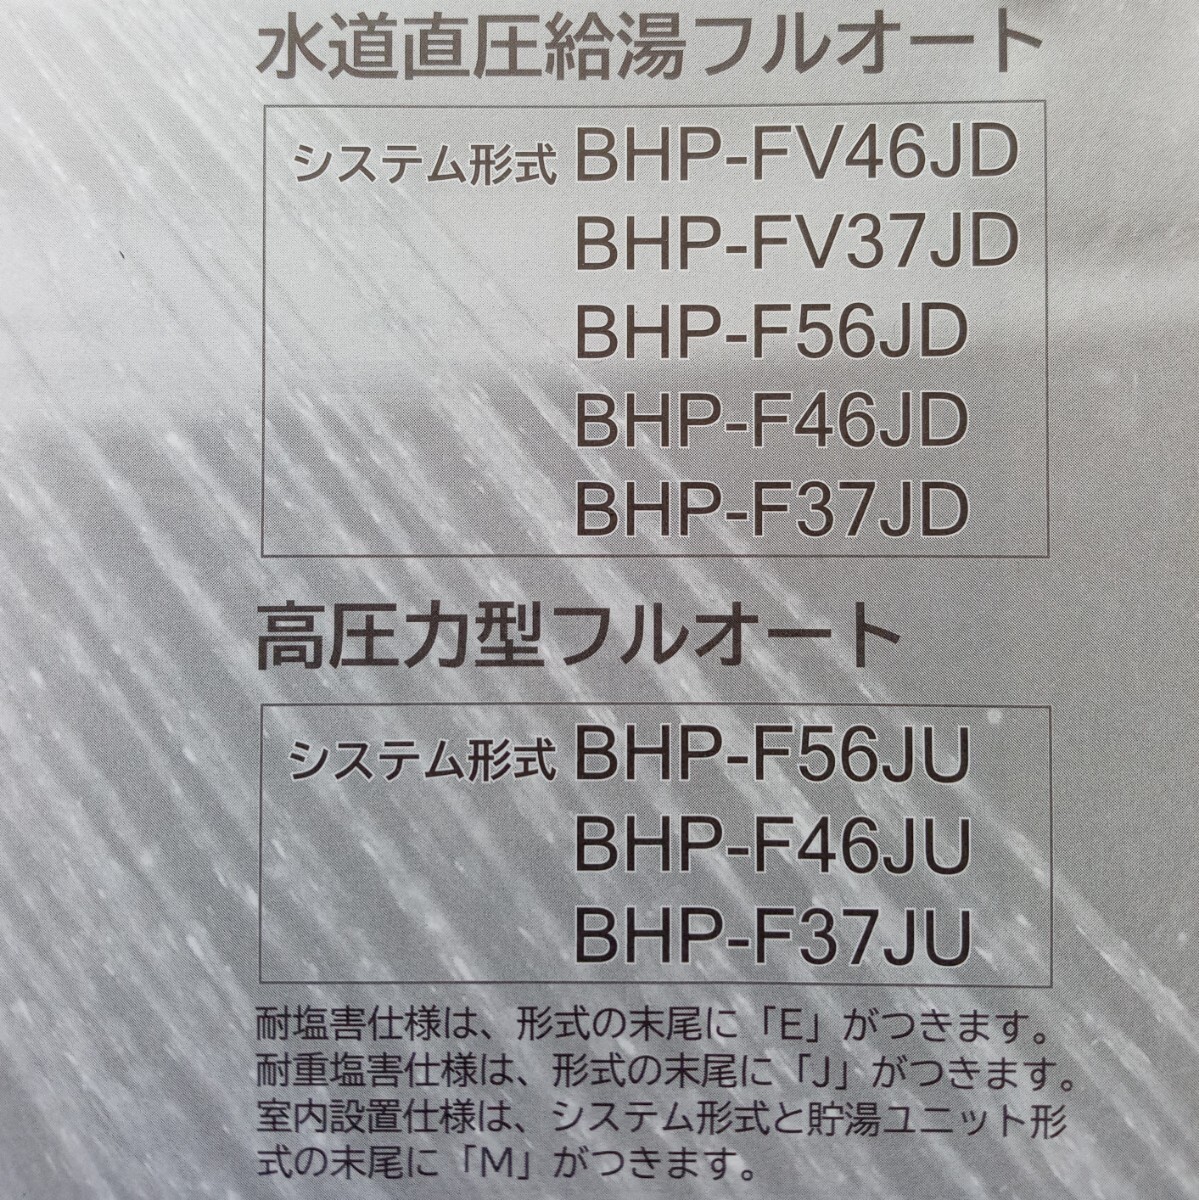 水道直圧給湯フルオート
システム形式 BHP-FV46JD
BHP-FV37JD
BHP-F56JD
BHP-F46JD
BHP-F37JD
高圧力型フルオート
システム形式 BHP-F56JU
BHP-F46JU
BHP-F37JU
耐塩害仕様は、形式の末尾に「E」がつきます。
耐重塩害仕様は、形式の末尾に「J」がつきます。
室内設置仕様は、システム形式と貯湯ユニット形
式の末尾に「M」がつきます。